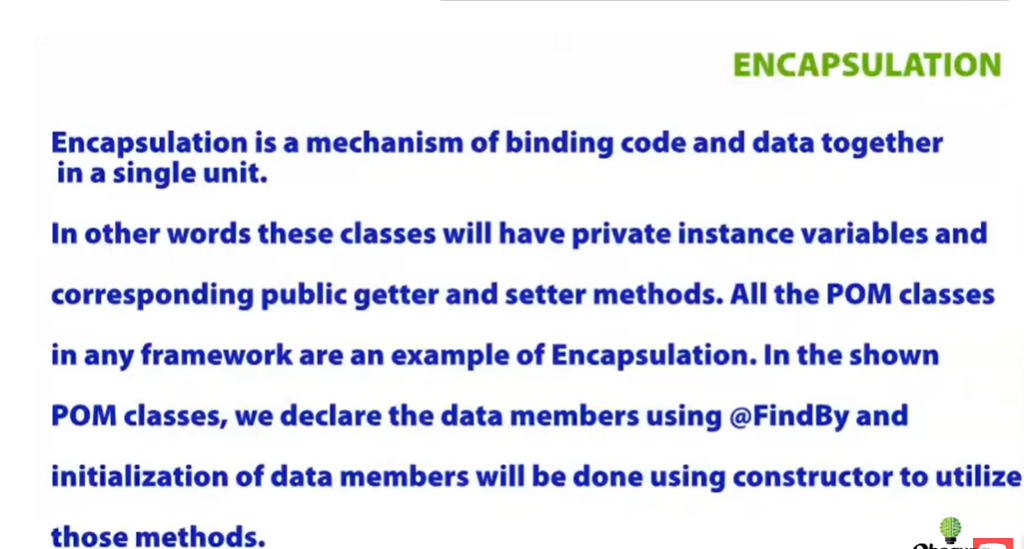 ENCAPSULATION
Encapsulation is a mechanism of binding code and data together
in a single unit.
In other words these classes will have private instance variables and
corresponding public getter and setter methods. All the POM classes
in any framework are an example of Encapsulation. In the shown
POM classes, we declare the data members using @FindBy and
initialization of data members will be done using constructor to utilize
those methods.